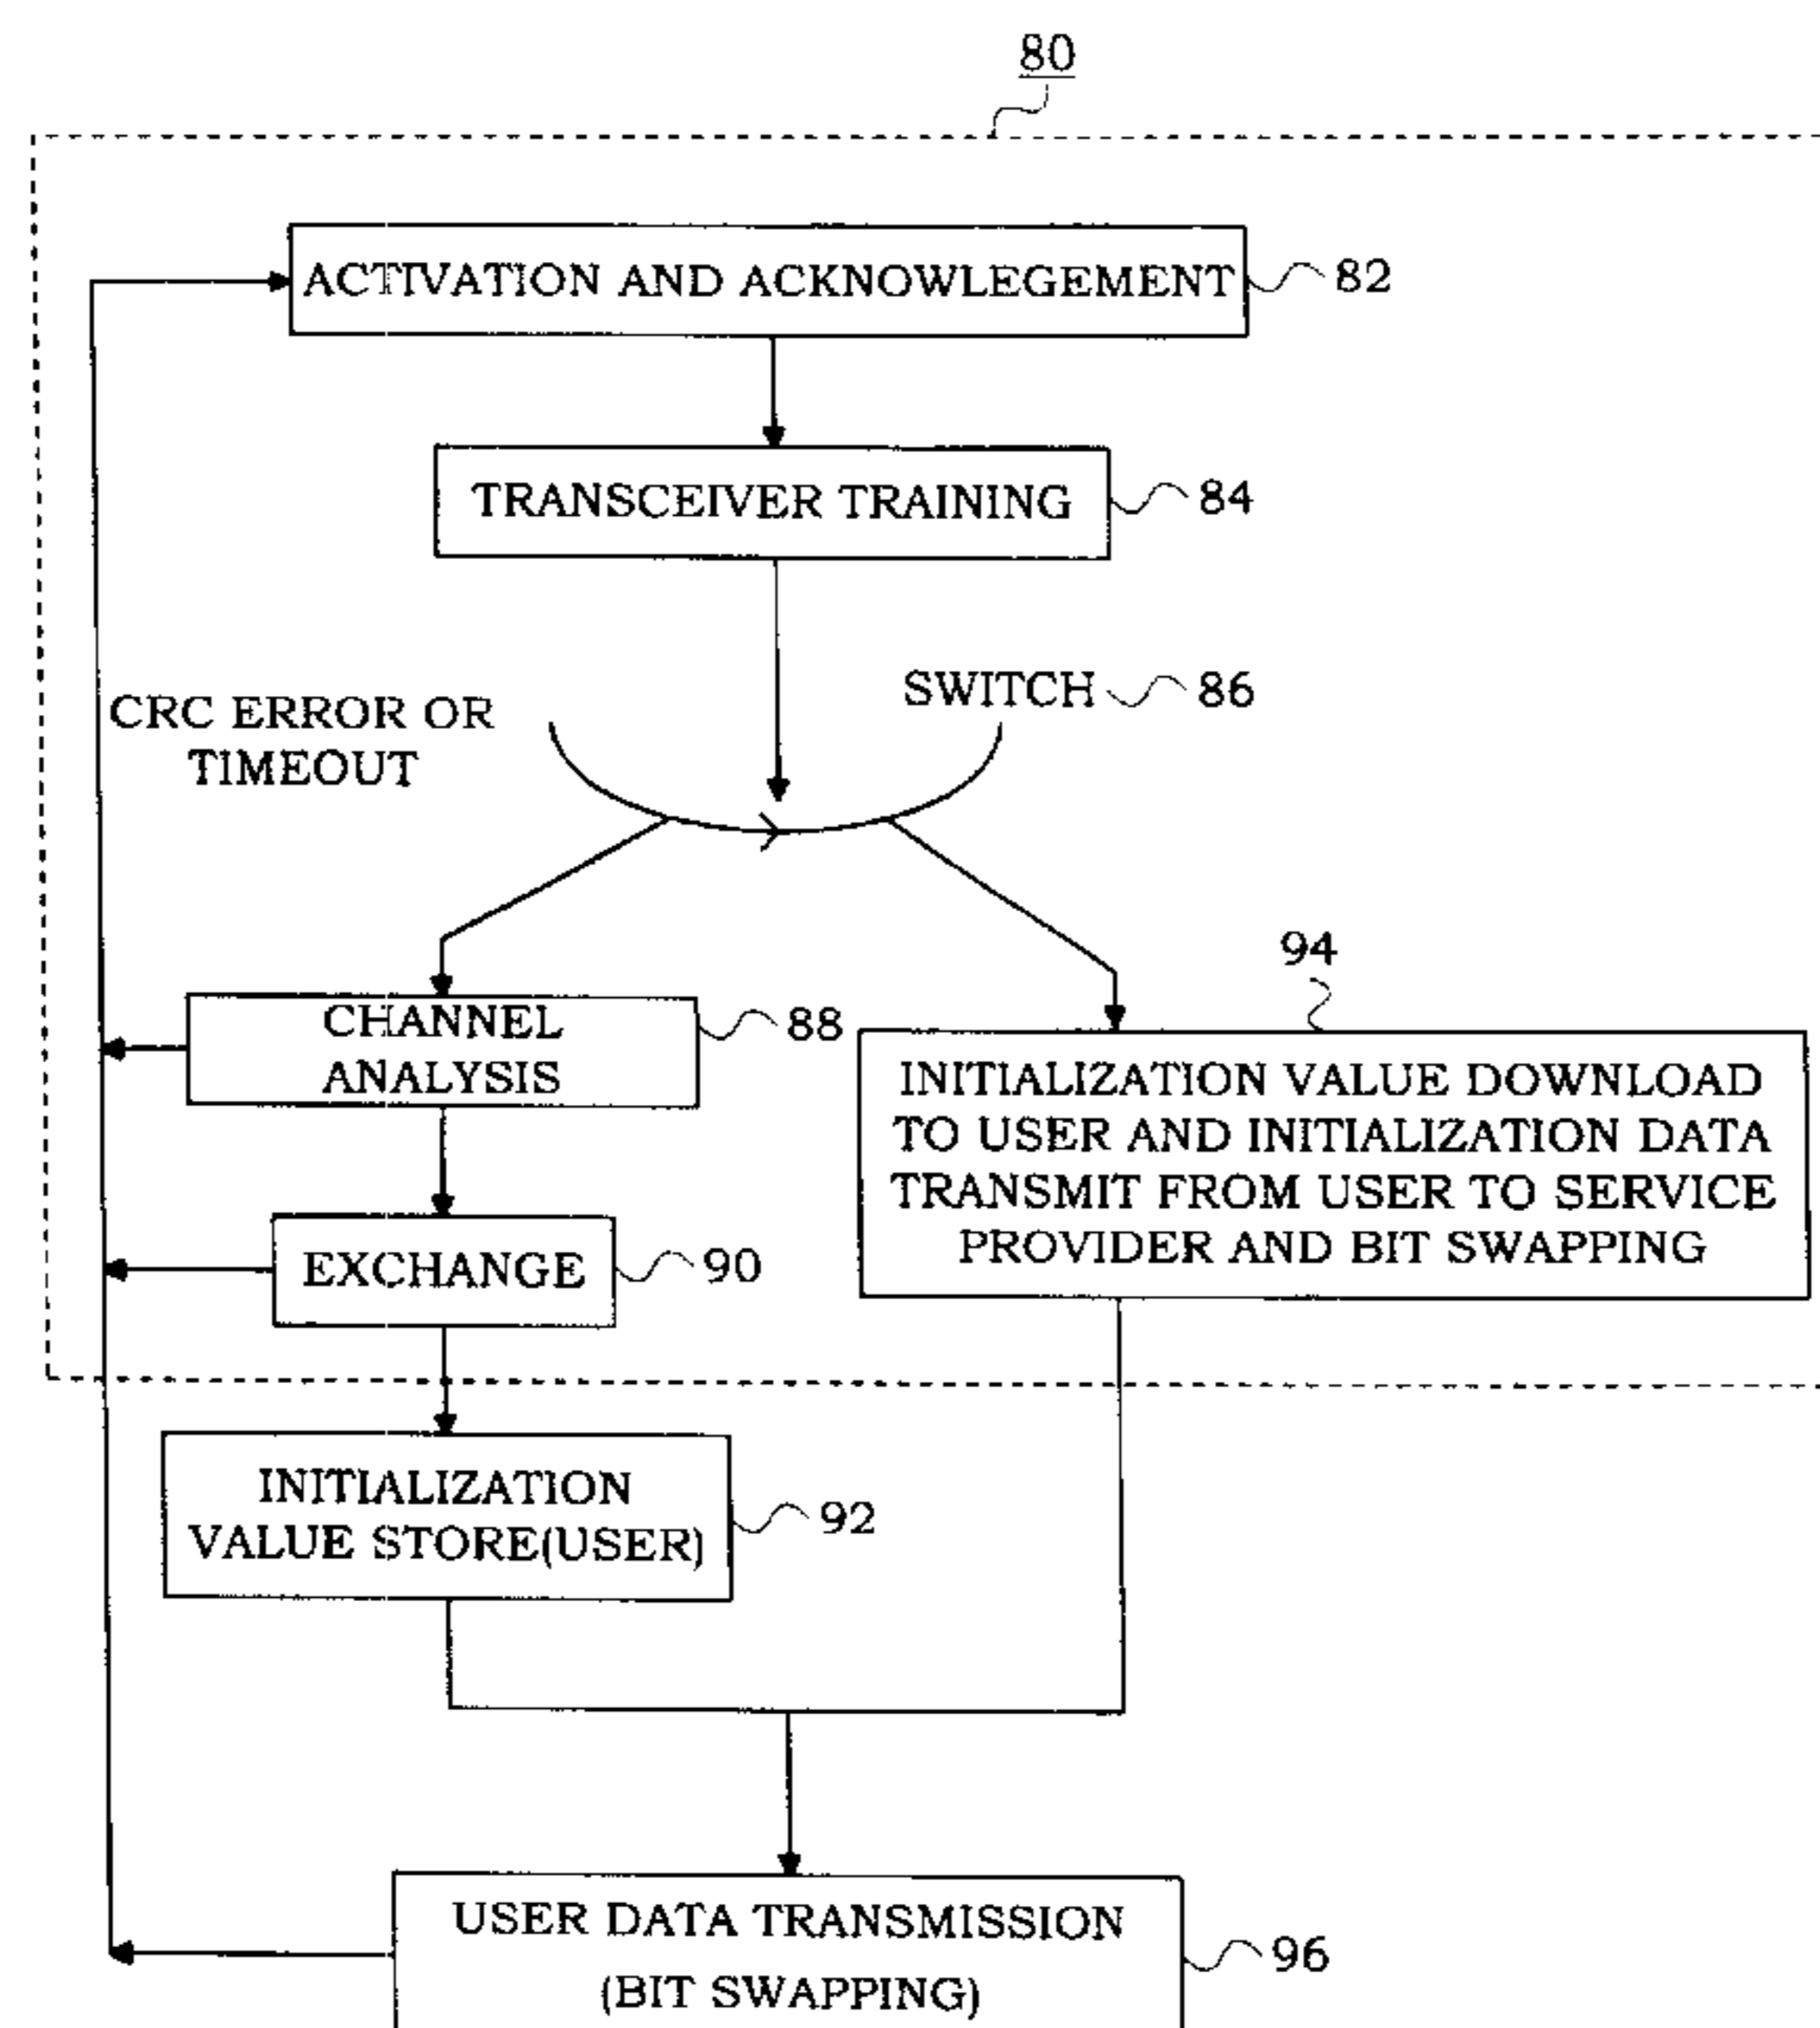 80
ACTIVATION AND ACKNOWLEGEMENT
82
TRANSCEIVER TRAINING
84
SWITCH
86
CRC ERROR OR
TIMEOUT
CHANNEL
ANALYSIS
88
94
INITIALIZATION VALUE DOWNLOAD
TO USER AND INITIALIZATION DATA
TRANSMIT FROM USER TO SERVICE
PROVIDER AND BIT SWAPPING
EXCHANGE
90
INITIALIZATION
VALUE STORE(USER)
92
USER DATA TRANSMISSION
(BIT SWAPPING)
96